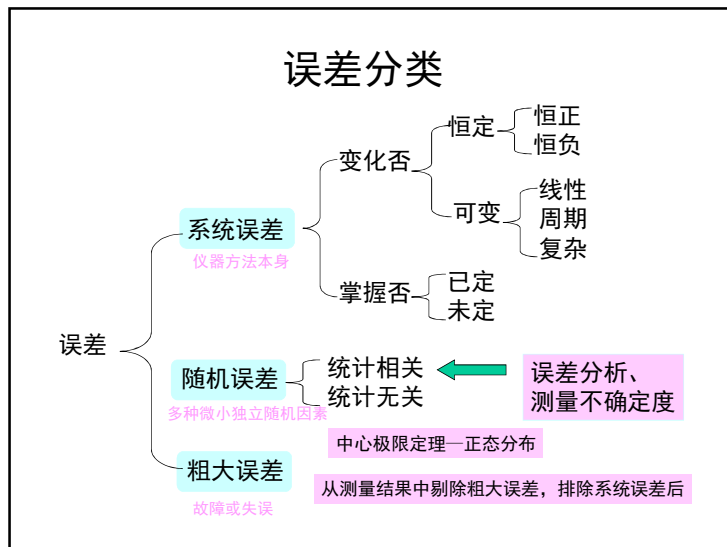 误差分类
恒定
恒正
恒负
变化否
可变
线性
周期
复杂
系统误差
仪器方法本身
掌握否
已定
未定
误差
随机误差
多种微小独立随机因素
统计相关
统计无关
误差分析、
测量不确定度
中心极限定理—正态分布
粗大误差
故障或失误
从测量结果中剔除粗大误差，排除系统误差后